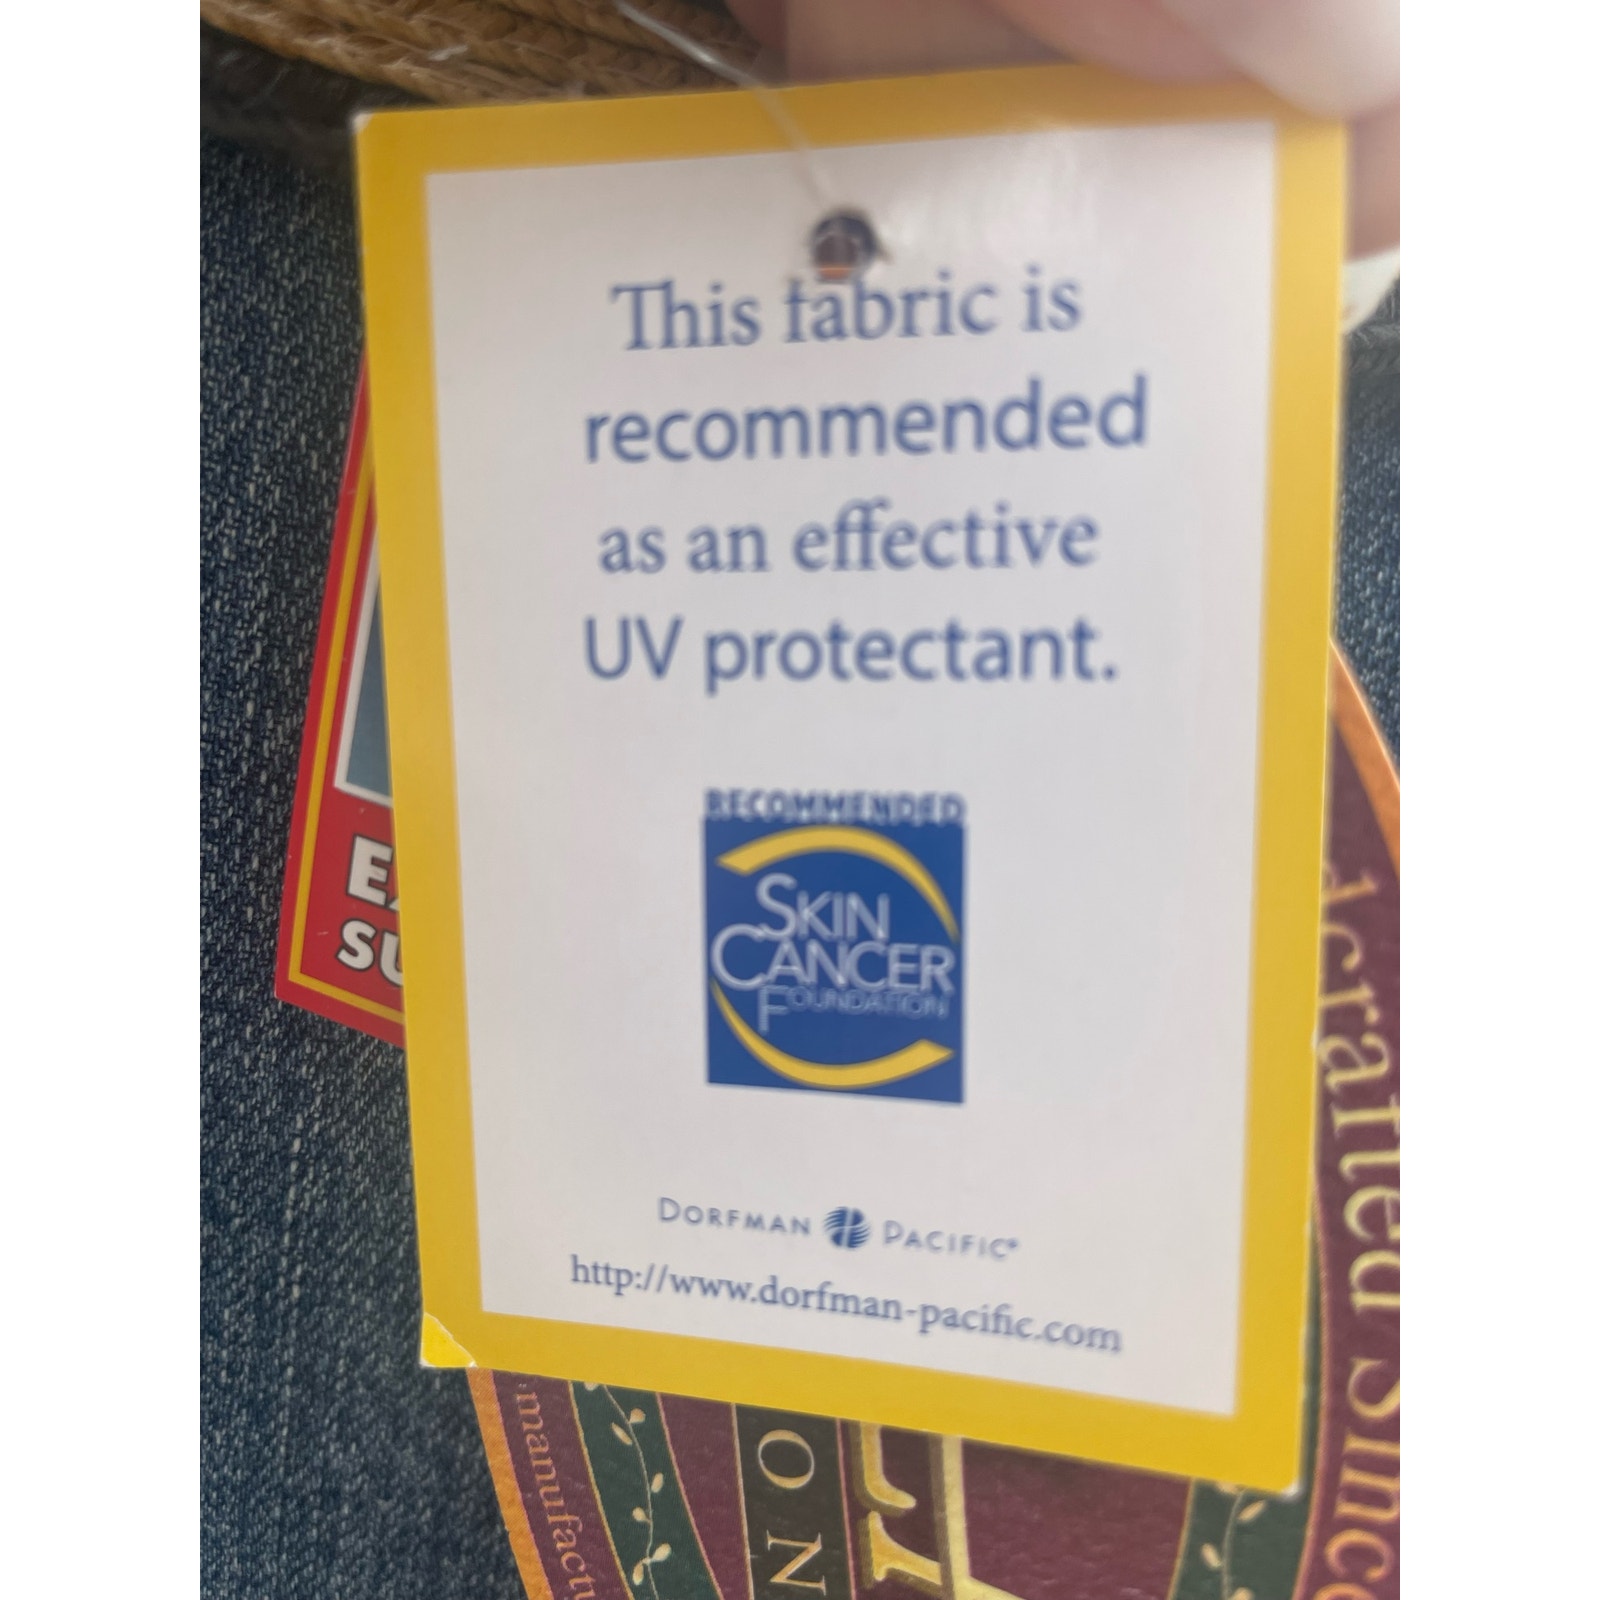 This fabric is
recommended
as an effective
UV protectant.
RECOMMENDED
SKIN
CANCER
FOUNDATION
DORFMAN PACIFIC®
http://www.dorfman-pacific.com
Since